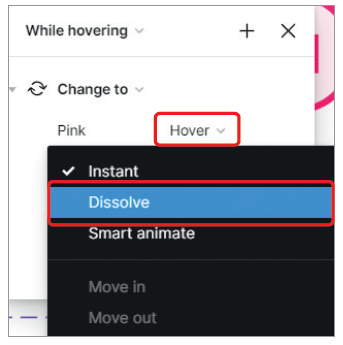 While hovering
Change to
Pink Hover
Instant
Dissolve
Smart animate
Move in
Move out